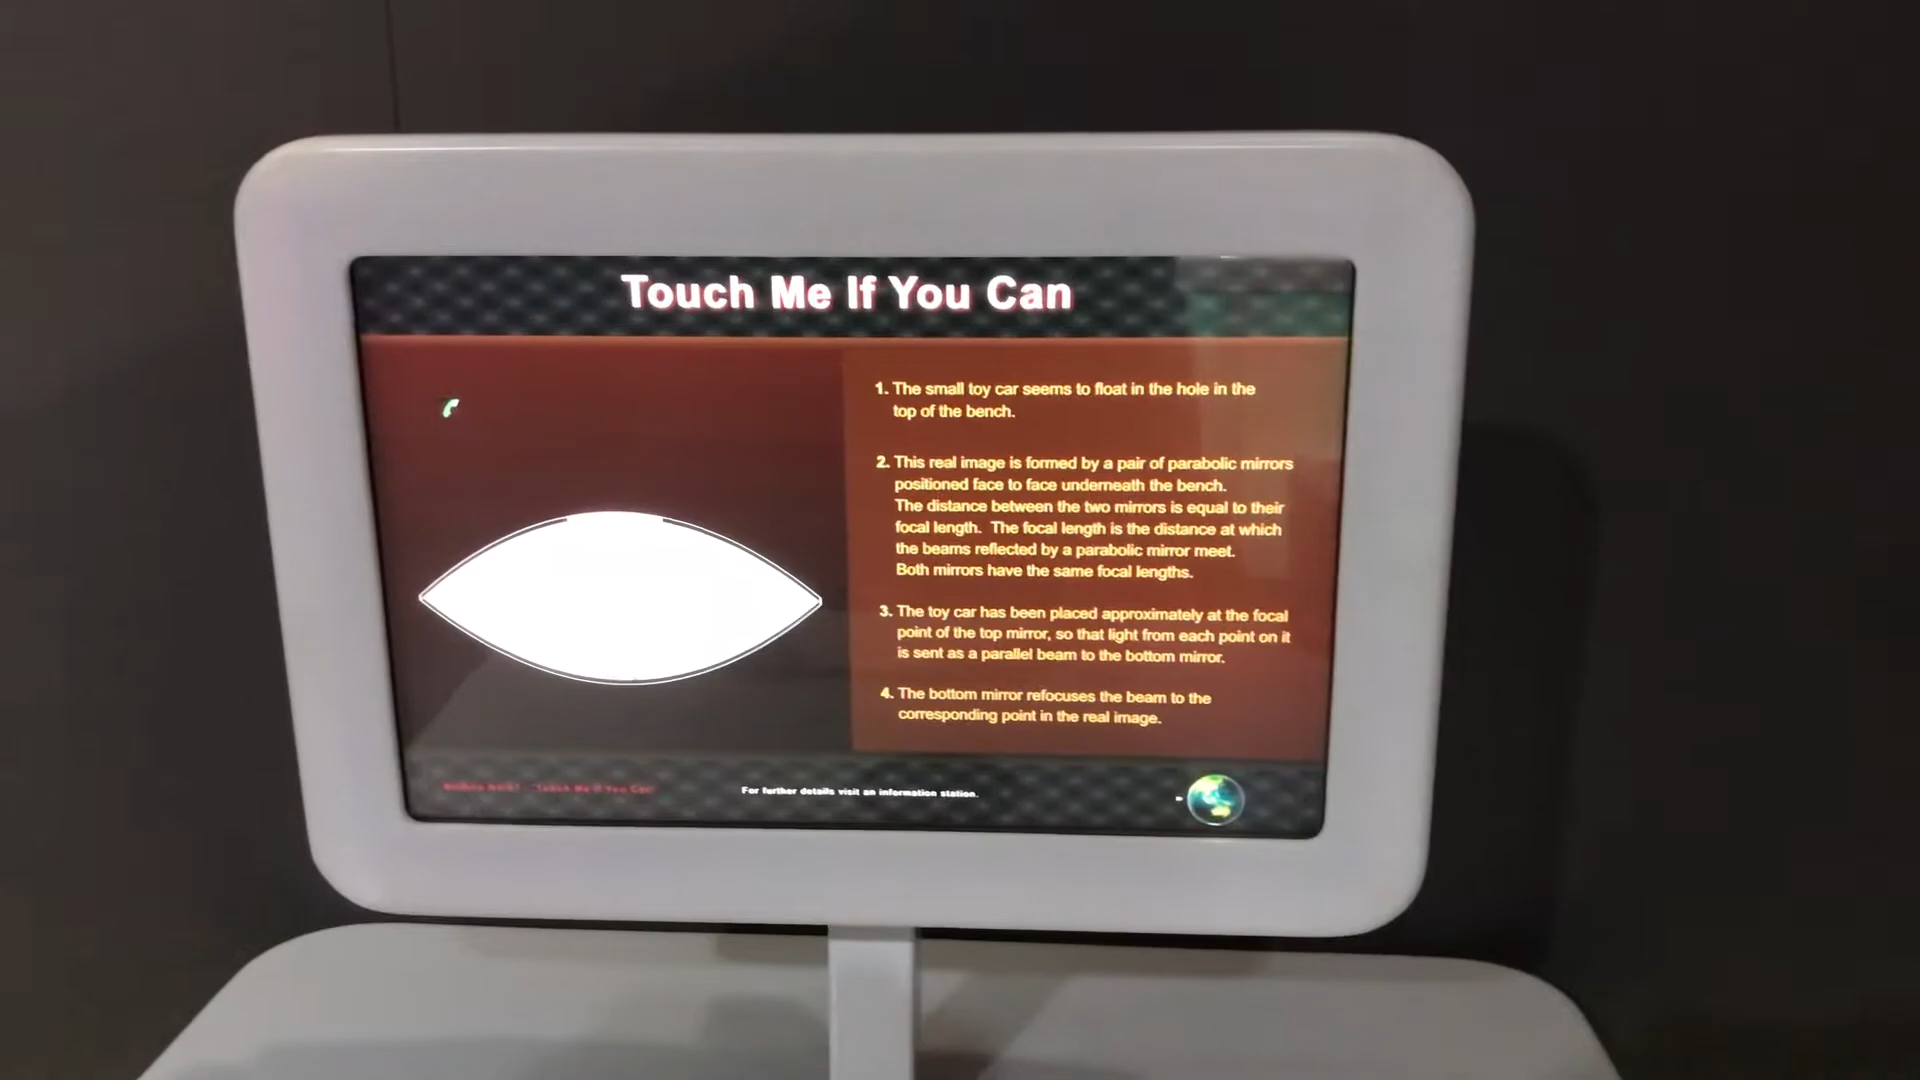 Touch Me If You Can
1. The small toy car seems to float in the hole in the
top of the bench.
2. This real image is formed by a pair of parabolic mirrors
positioned face to face underneath the bench.
The distance between the two mirrors is equal to their
focal length. The focal length is the distance at which
the beams reflected by a parabolic mirror meet.
Both mirrors have the same focal lengths.
3. The toy car has been placed approximately at the focal
point of the top mirror, so that light from each point on it
is sent as a parallel beam to the bottom mirror.
4. The bottom mirror refocuses the beam to the
corresponding point in the real image.
"Touch Me If You Can"
For further details visit an information station.